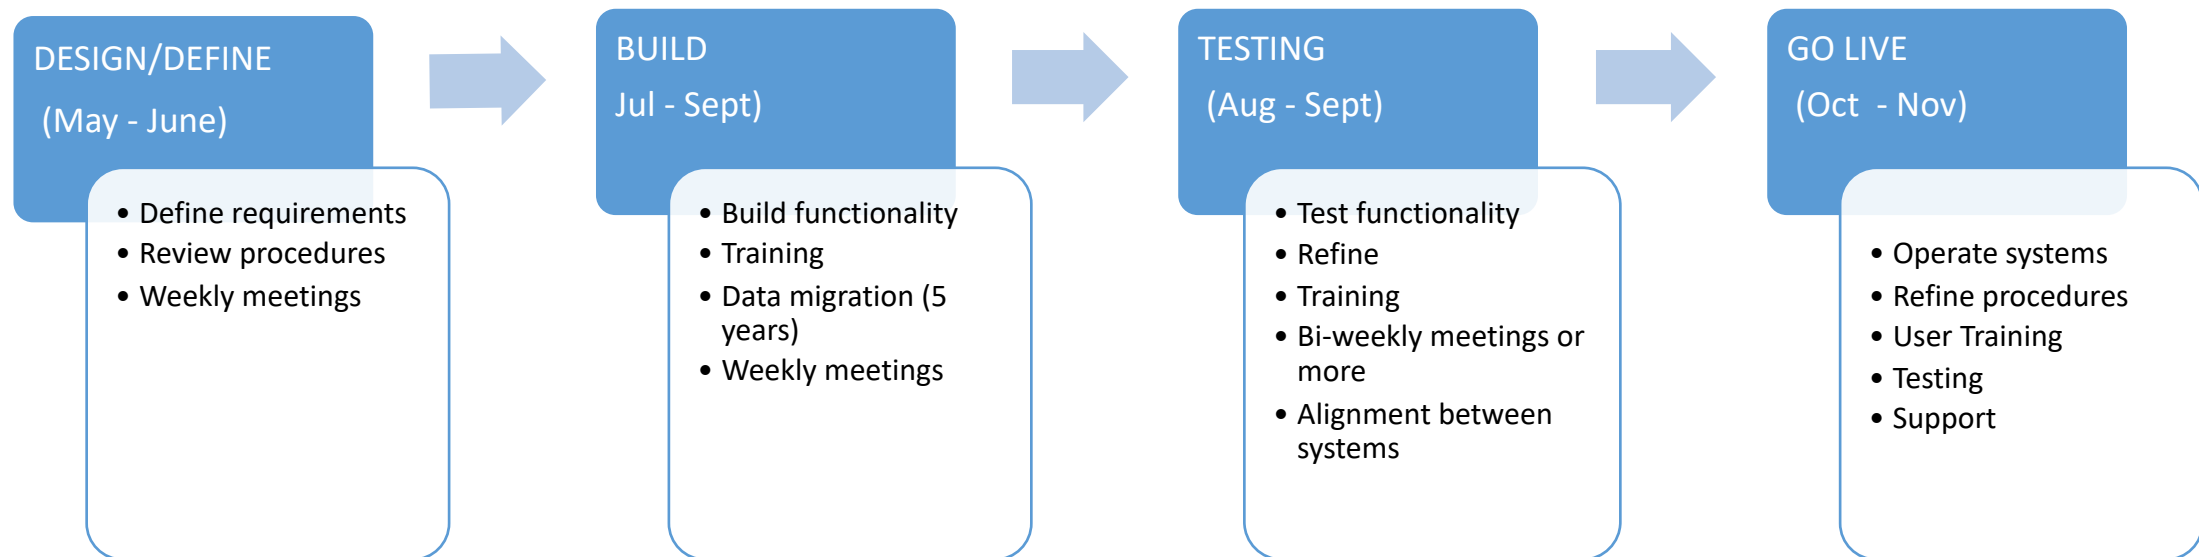 DESIGN/DEFINE
(May - June)
• Define requirements
• Review procedures
• Weekly meetings
BUILD
Jul - Sept)
• Build functionality
• Training
• Data migration (5
years)
• Weekly meetings
TESTING
(Aug - Sept)
• Test functionality
• Refine
• Training
• Bi-weekly meetings or
more
• Alignment between
systems
GO LIVE
(Oct  - Nov)
• Operate systems
• Refine procedures
• User Training
• Testing
• Support